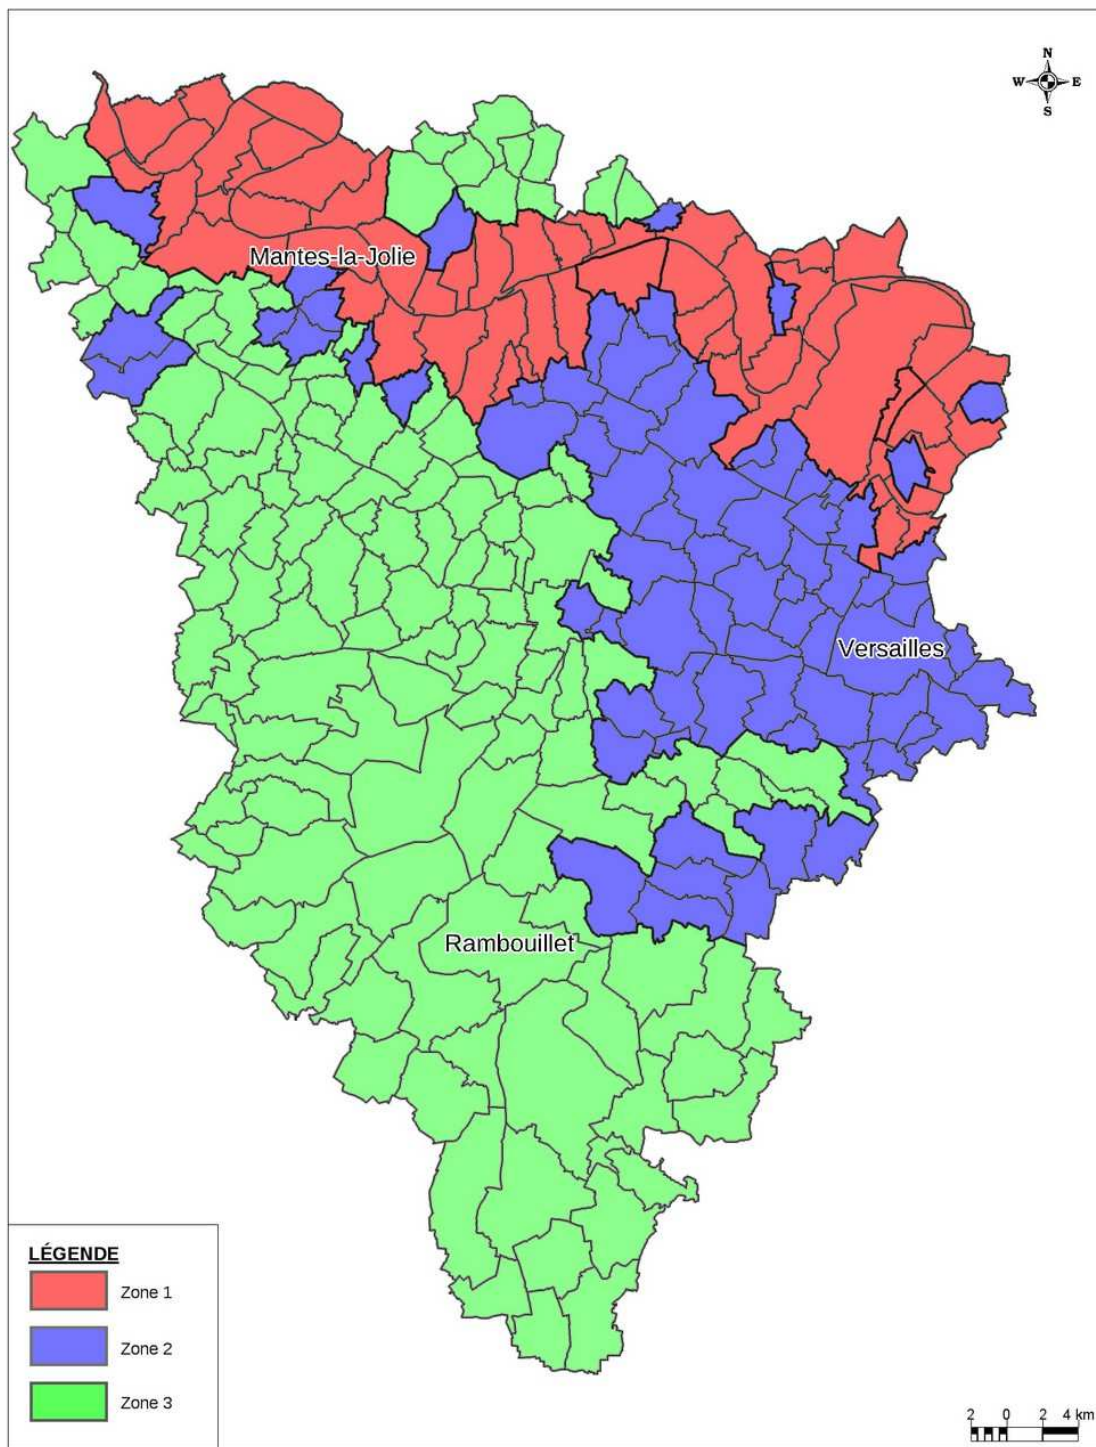 N
W E
S
Mantes-la-Jolie
Versailles
Rambouillet
LÉGENDE
Zone 1
Zone 2
Zone 3
2 0 2 4 km